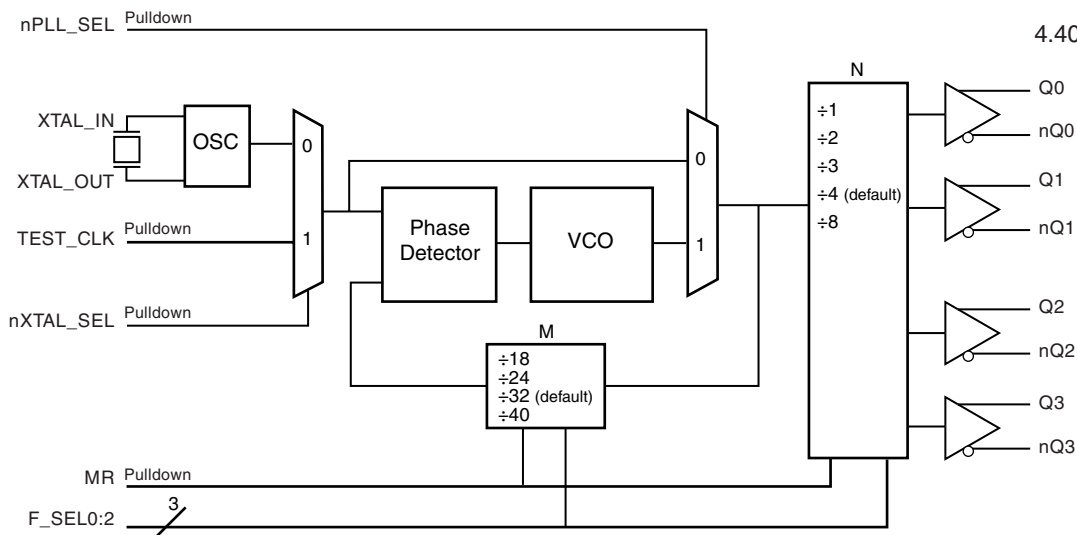 nPLL_SEL Pulldown
4.40
N
XTAL_IN
OSC
XTAL_OUT
0
1
TEST_CLK Pulldown
nXTAL_SEL Pulldown
Phase
Detector
VCO
0
1
÷1
÷2
÷3
÷4 (default)
÷8
Q0
nQ0
Q1
nQ1
Q2
nQ2
Q3
nQ3
M
÷18
÷24
÷32 (default)
÷40
MR Pulldown
F_SEL0:2
3